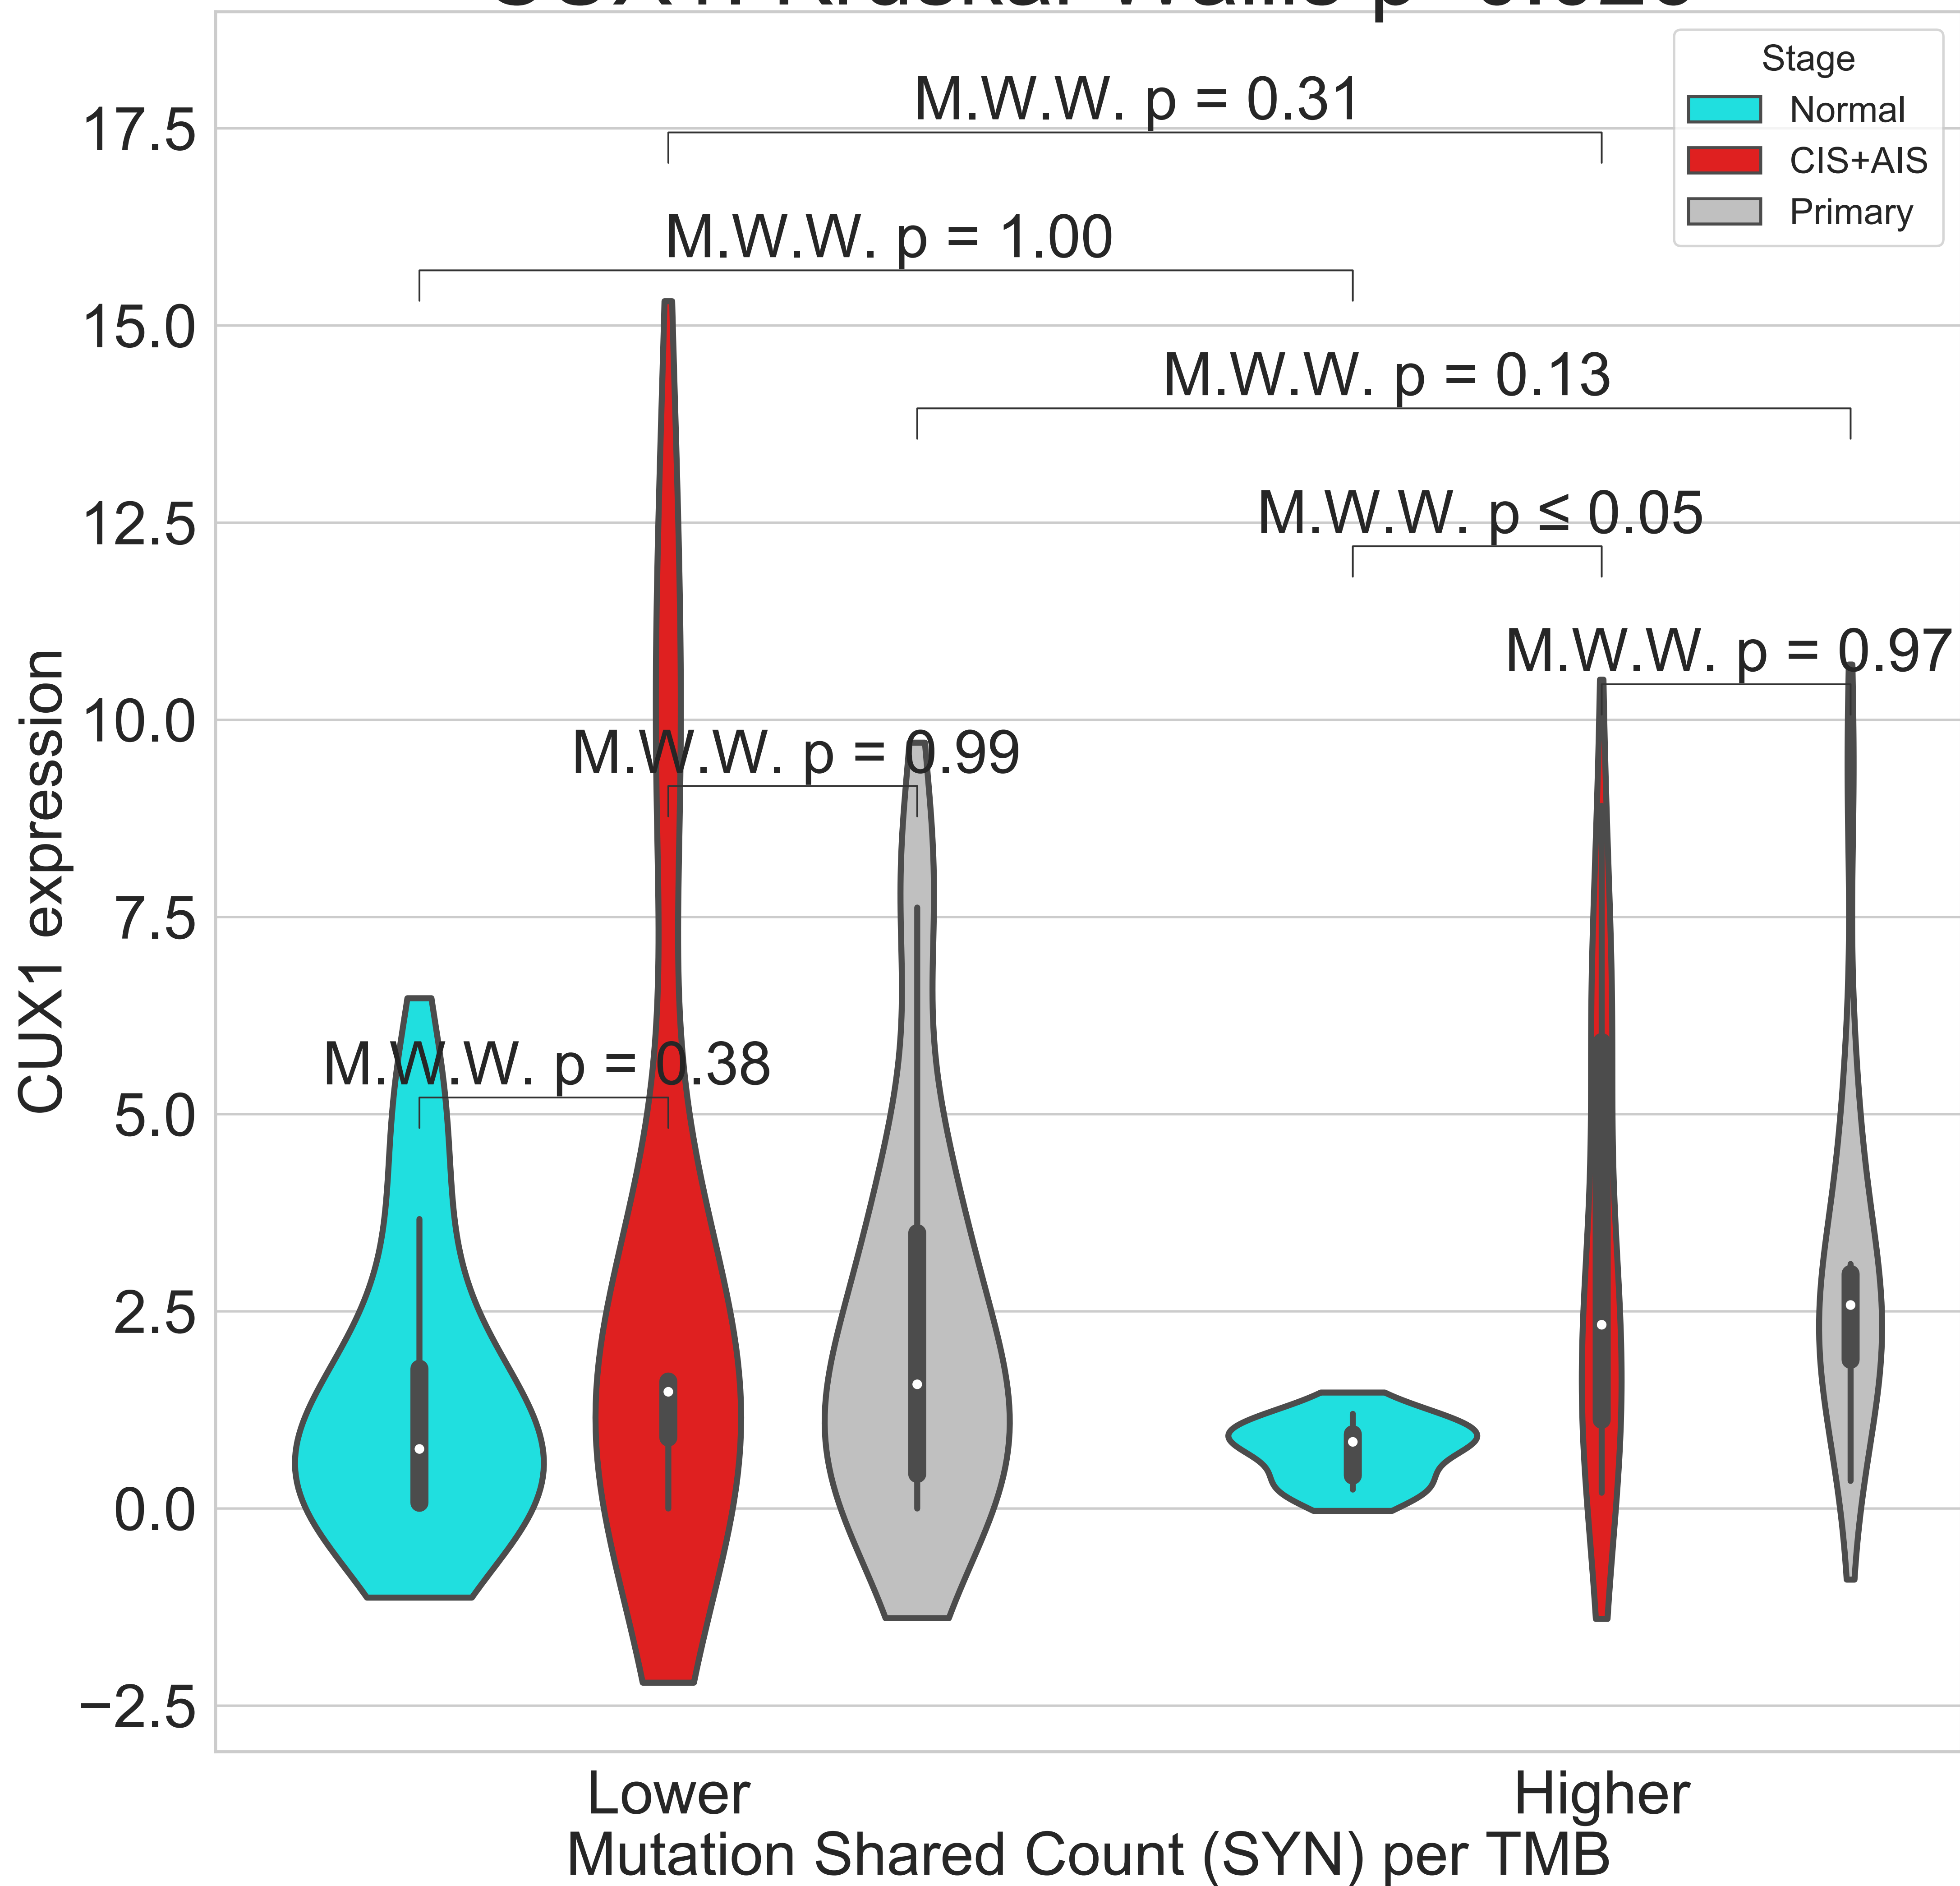 Stage
Normal
CIS+AIS
Primary
M.W.W. p = 0.31
M.W.W. p = 1.00
M.W.W. p = 0.13
M.W.W. p ≤ 0.05
M.W.W. p = 0.97
M.W.W. p = 0.99
M.W.W. p = 0.38
17.5
15.0
12.5
10.0
7.5
5.0
2.5
0.0
−2.5
CUX1 expression
Lower
Higher
Mutation Shared Count (SYN) per TMB